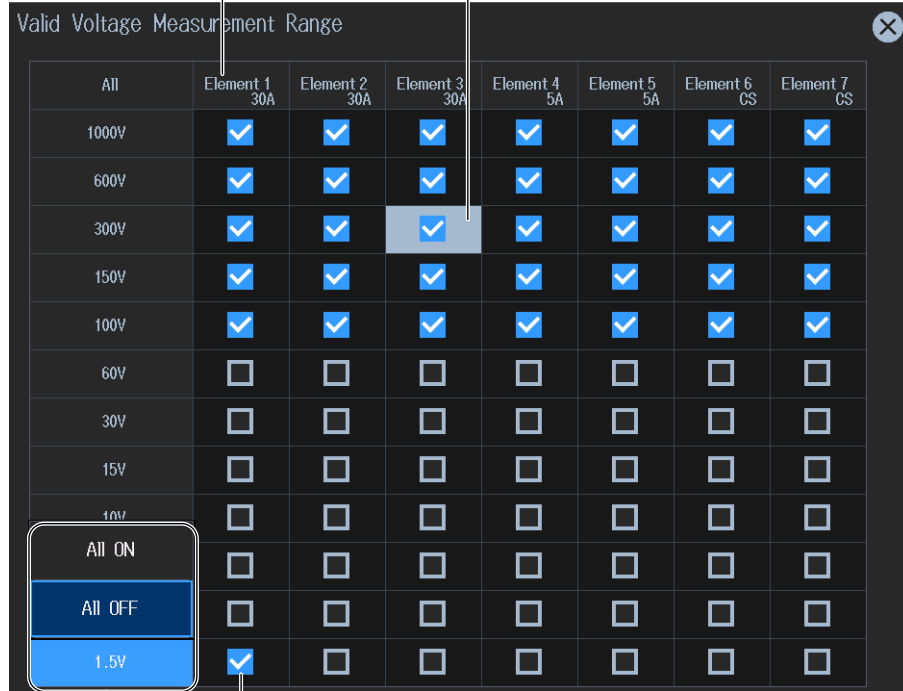 Valid Voltage Measurement Range
All Element 1 Element 2 Element 3 Element 4 Element 5 Element 6 Element 7
30A 30A 30A 5A 5A CS CS
1000V
600V
300V
150V
100V
60V
30V
15V
10V
All ON
All OFF
1.5V